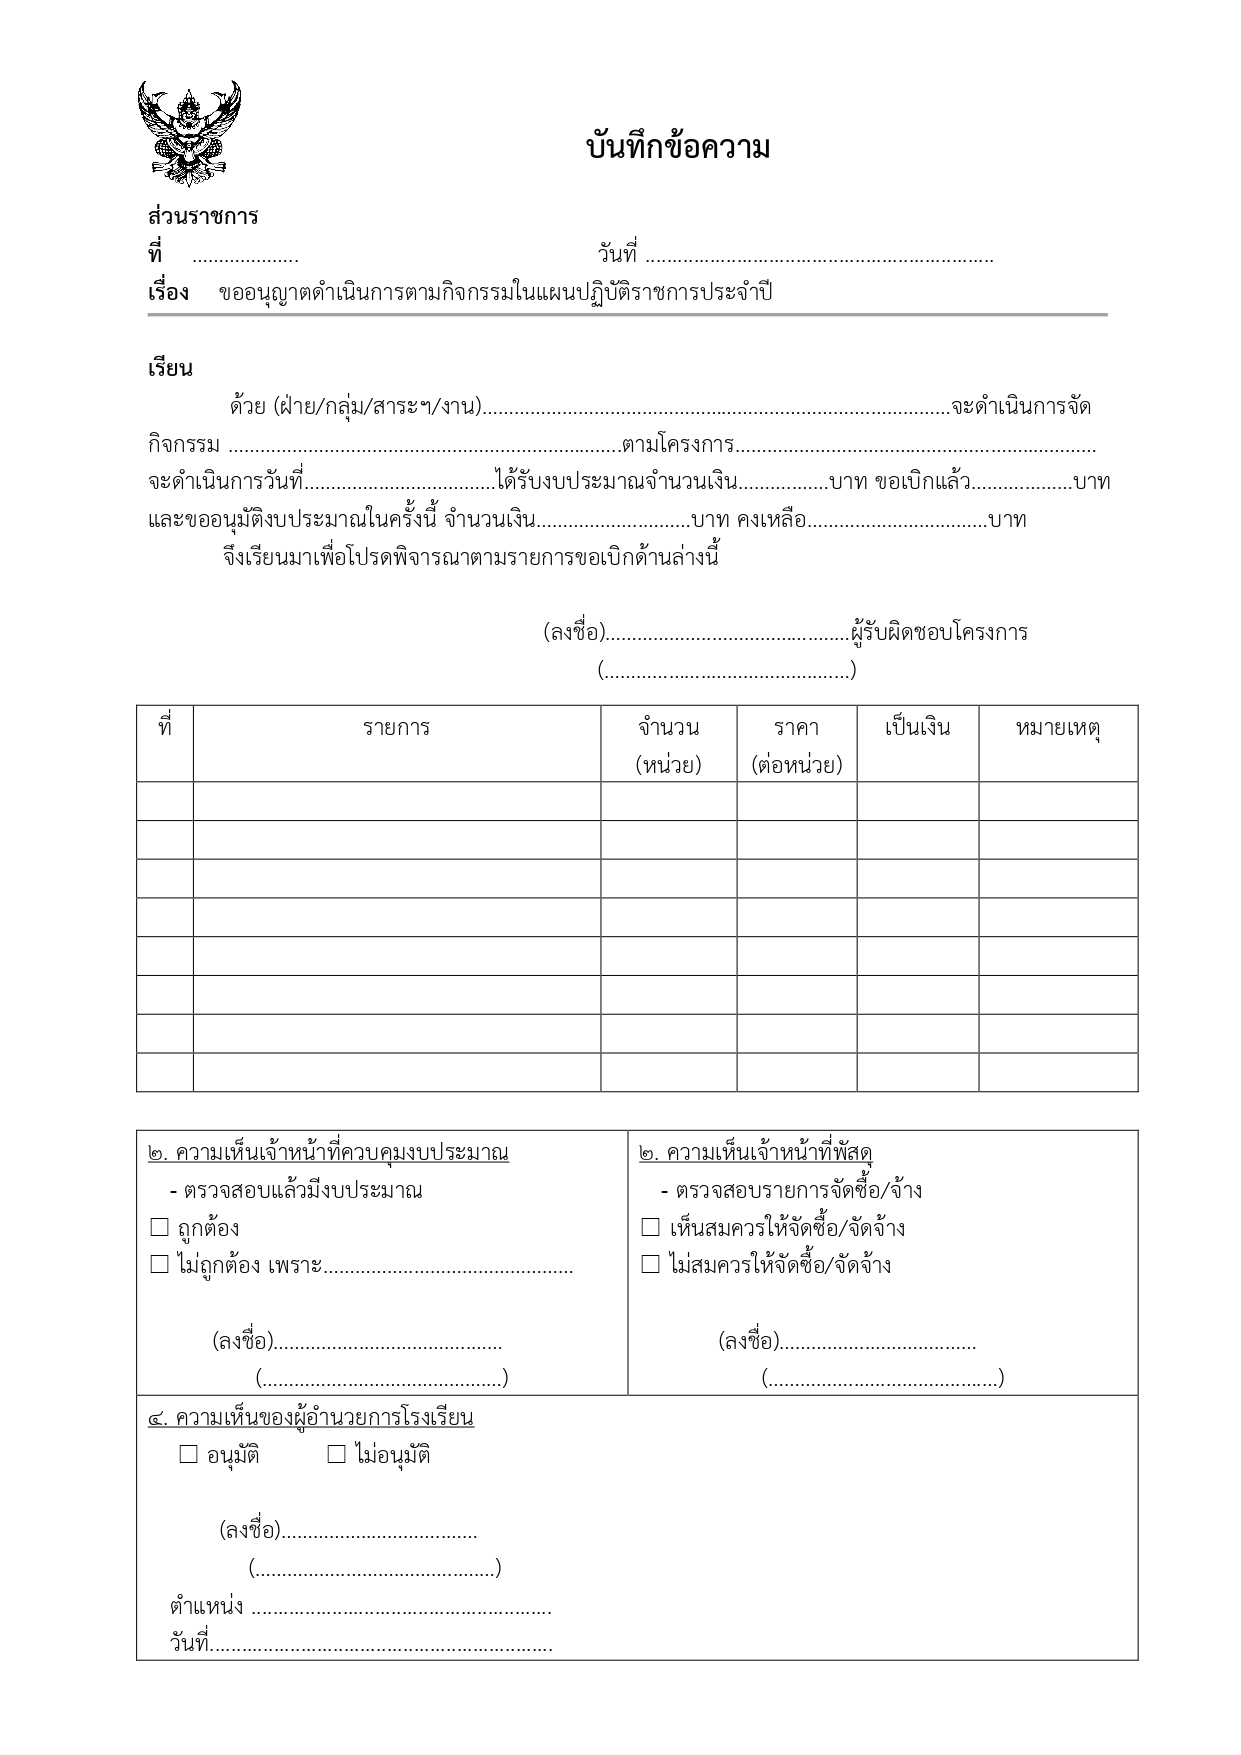 บันทึกข้อความ
ส่วนราชการ
ที่ .................... วันที่ .................................................................
เรื่อง ขออนุญาตดำเนินการตามกิจกรรมในแผนปฏิบัติราชการประจำปี
เรียน
ด้วย (ฝ่าย/กลุ่ม/สาระฯ/งาน)........................................................................................จะดำเนินการจัด
กิจกรรม ..........................................................................ตามโครงการ....................................................................
จะดำเนินการวันที่....................................ได้รับงบประมาณจำนวนเงิน.................บาท ขอเบิกแล้ว...................บาท
และขออนุมัติงบประมาณในครั้งนี้ จำนวนเงิน.............................บาท คงเหลือ..................................บาท
จึงเรียนมาเพื่อโปรดพิจารณาตามรายการขอเบิกด้านล่างนี้
(ลงชื่อ)..............................................ผู้รับผิดชอบโครงการ
(..............................................)
ที่ รายการ จำนวน ราคา เป็นเงิน หมายเหตุ
(หน่วย) (ต่อหน่วย)
๒. ความเห็นเจ้าหน้าที่ควบคุมงบประมาณ
- ตรวจสอบแล้วมีงบประมาณ
☐ ถูกต้อง
☐ ไม่ถูกต้อง เพราะ...............................................
(ลงชื่อ)...........................................
(.............................................)
๒. ความเห็นเจ้าหน้าที่พัสดุ
- ตรวจสอบรายการจัดซื้อ/จ้าง
☐ เห็นสมควรให้จัดซื้อ/จัดจ้าง
☐ ไม่สมควรให้จัดซื้อ/จัดจ้าง
(ลงชื่อ).....................................
(...........................................)
๔. ความเห็นของผู้อำนวยการโรงเรียน
☐ อนุมัติ ☐ ไม่อนุมัติ
(ลงชื่อ).....................................
(.............................................)
ตำแหน่ง ........................................................
วันที่................................................................